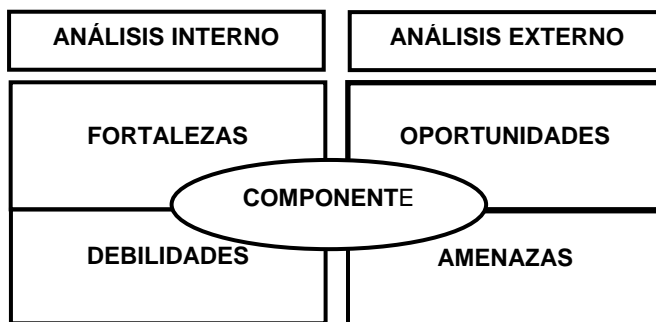 ANÁLISIS INTERNO
ANÁLISIS EXTERNO
FORTALEZAS
OPORTUNIDADES
COMPONENTE
DEBILIDADES
AMENAZAS